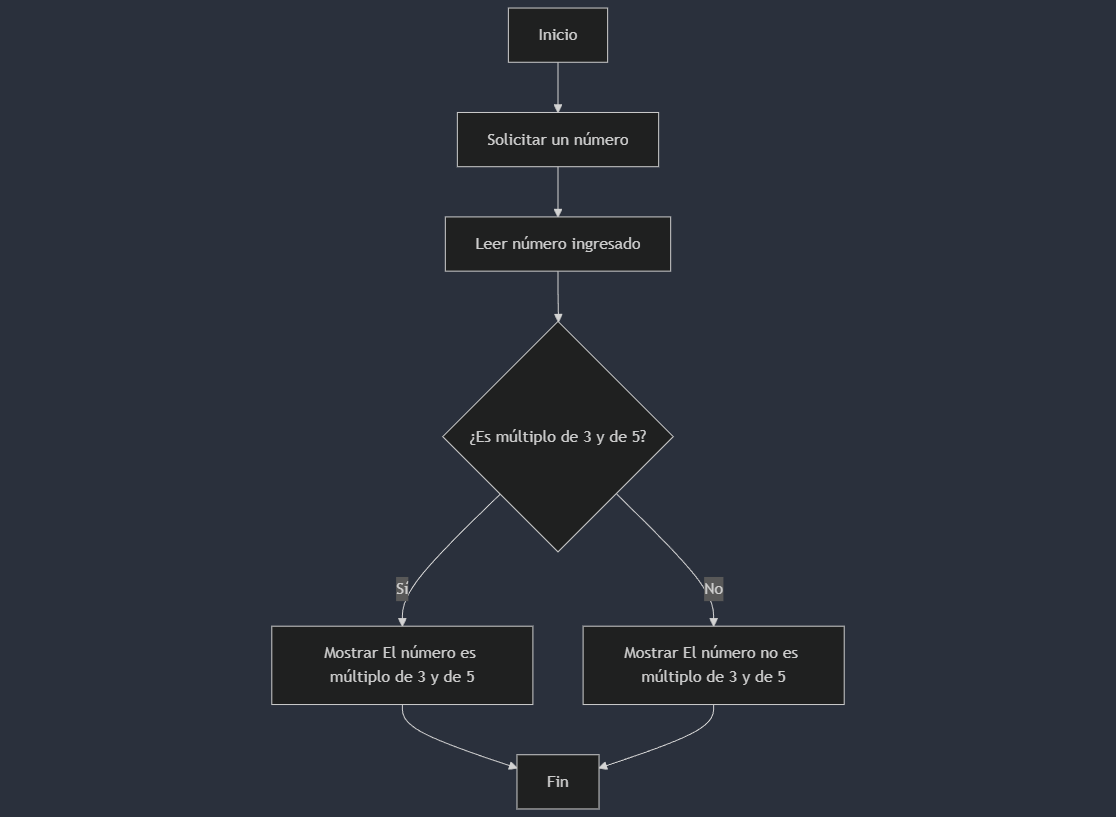 Inicio
Solicitar un número
Leer número ingresado
¿Es múltiplo de 3 y de 5?
Sí
No
Mostrar El número es
múltiplo de 3 y de 5
Mostrar El número no es
múltiplo de 3 y de 5
Fin